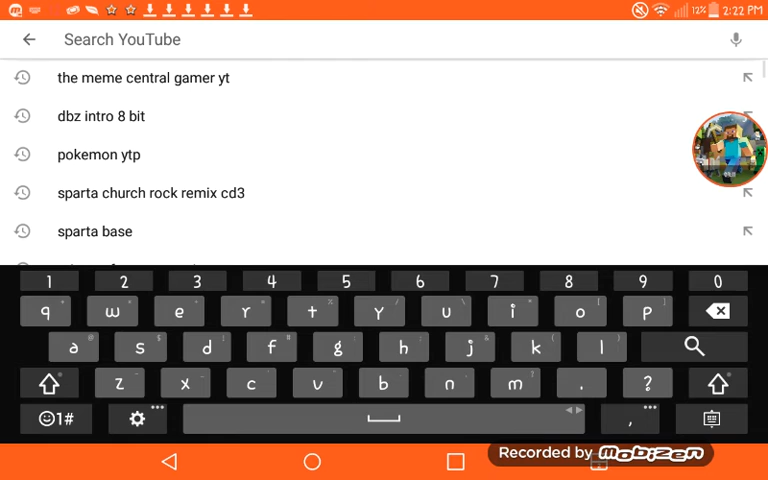 12% 2:22 PM
Search YouTube
the meme central gamer yt
dbz intro 8 bit
pokemon ytp
sparta church rock remix cd3
sparta base
1 2 3 4 5 6 7 8 9 0
q w e r t y u i o p
a s d f g h j k l
z x c v b n m . ?
☺1# ,
Recorded by mobizen